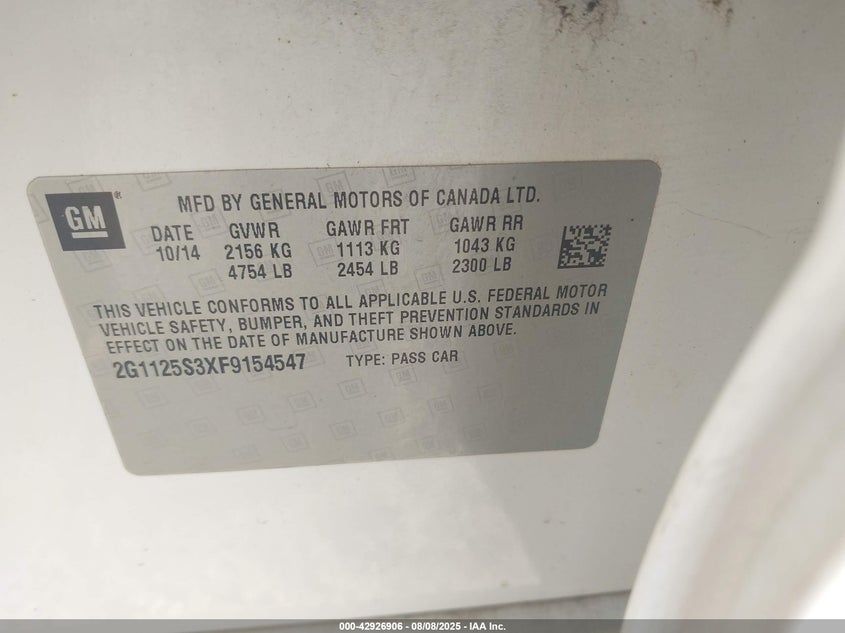 GM®
MFD BY GENERAL MOTORS OF CANADA LTD.
DATE GVWR GAWR FRT GAWR RR
10/14 2156 KG 1113 KG 1043 KG
4754 LB 2454 LB 2300 LB
THIS VEHICLE CONFORMS TO ALL APPLICABLE U.S. FEDERAL MOTOR
VEHICLE SAFETY, BUMPER, AND THEFT PREVENTION STANDARDS IN
EFFECT ON THE DATE OF MANUFACTURE SHOWN ABOVE.
2G1125S3XF9154547 TYPE: PASS CAR
000-42926906 - 08/08/2025 - IAA Inc.